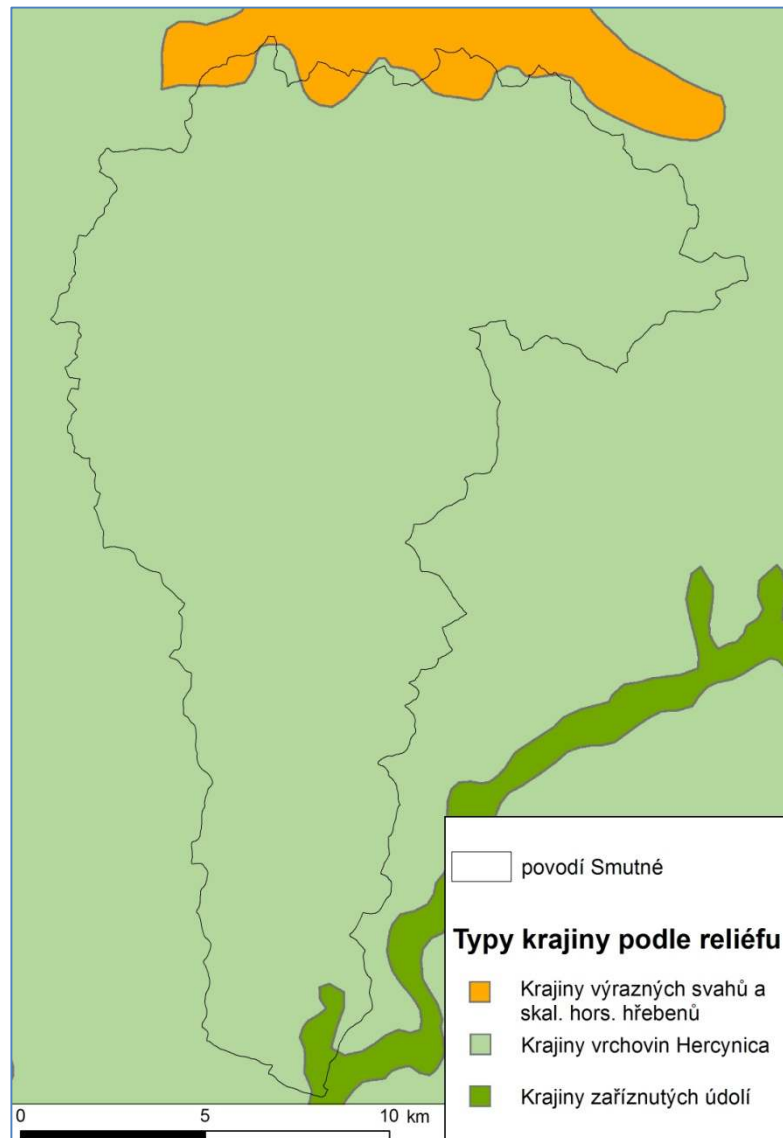 povodí Smutné
Typy krajiny podle reliéfu
Krajiny výrazných svahů a
skal. hors. hřebenů
Krajiny vrchovin Hercynica
Krajiny zaříznutých údolí
0 5 10 km